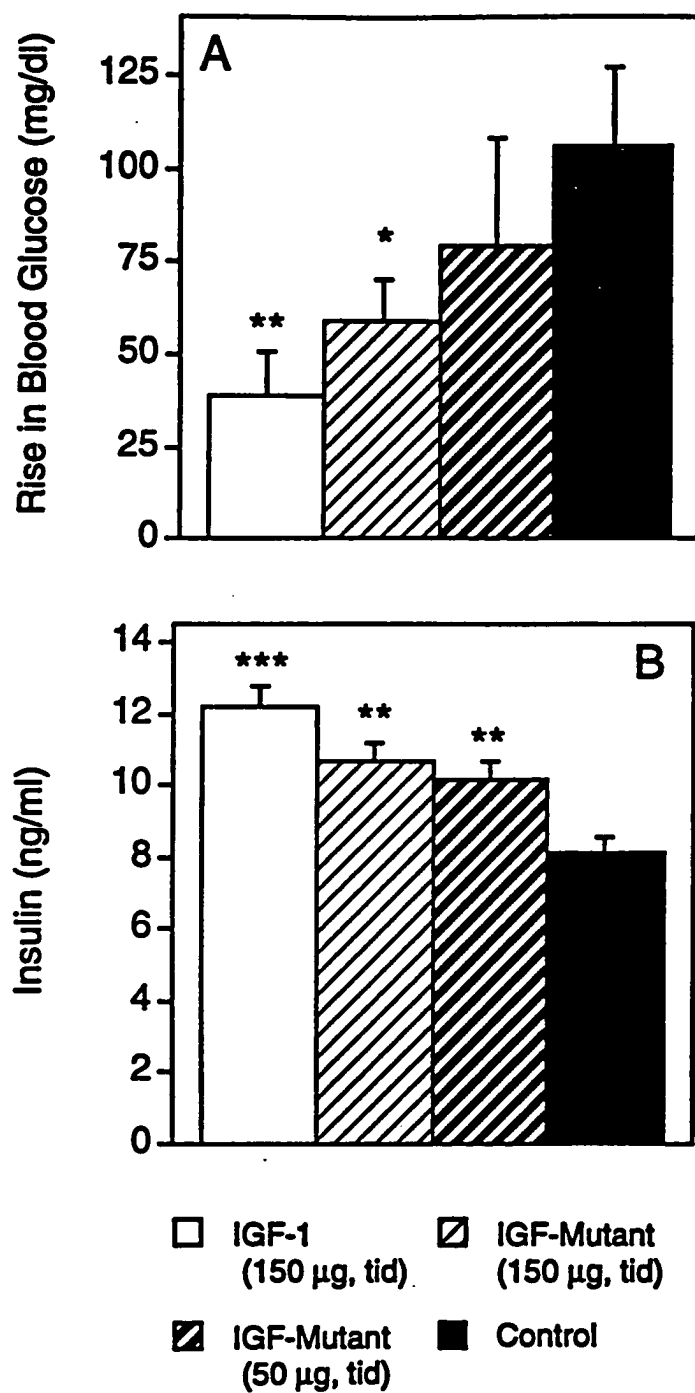 A
Rise in Blood Glucose (mg/dl)
125
100
75
50
25
0
**
*
B
Insulin (ng/ml)
14
12
10
8
6
4
2
0
***
**
**
IGF-1
(150 µg, tid)
IGF-Mutant
(150 µg, tid)
IGF-Mutant
(50 µg, tid)
Control